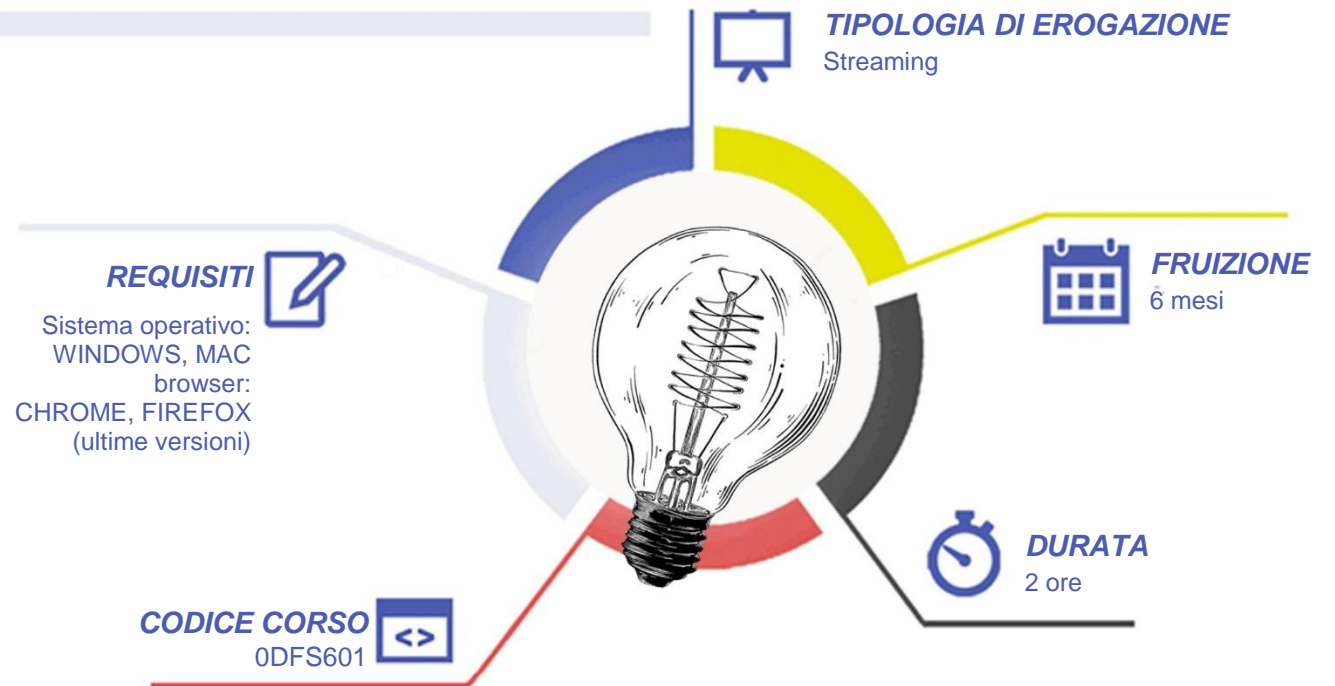 TIPOLOGIA DI EROGAZIONE
Streaming
REQUISITI
Sistema operativo:
WINDOWS, MAC
browser:
CHROME, FIREFOX
(ultime versioni)
FRUIZIONE
6 mesi
DURATA
2 ore
CODICE CORSO
0DFS601
<>